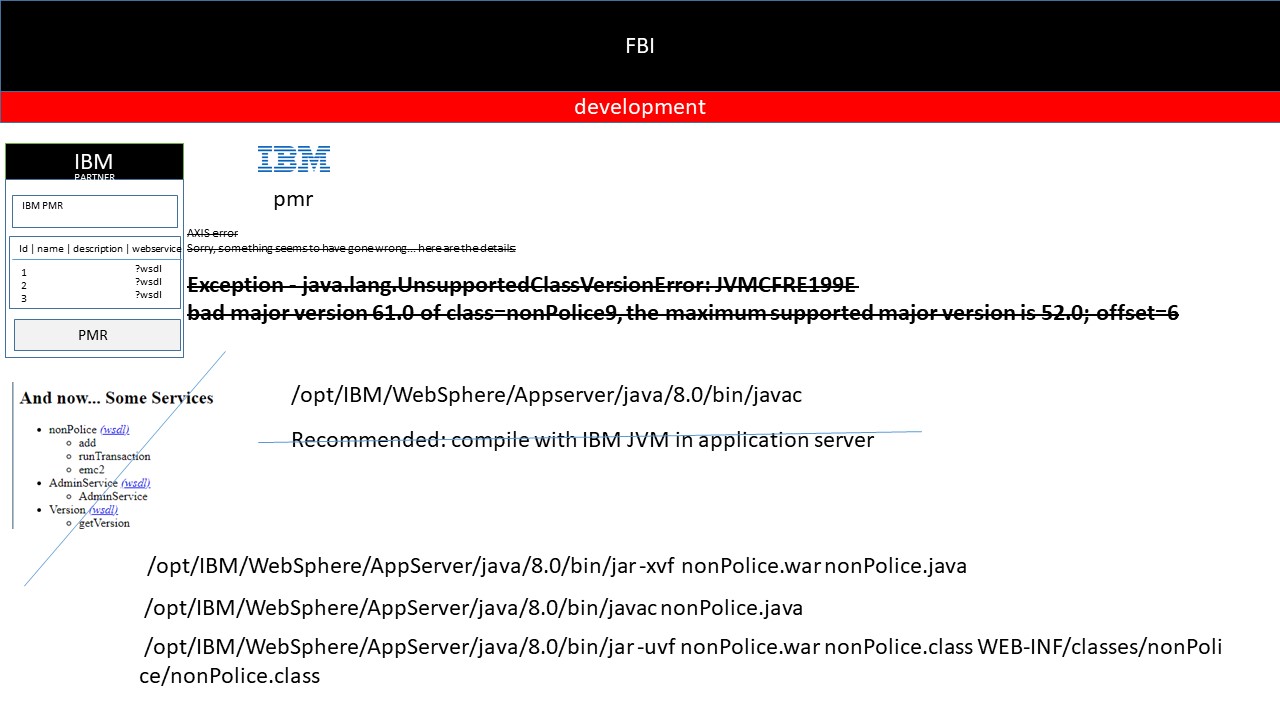 FBI
development
IBM
PARTNER
IBM PMR
Id | name | description | webservice
1 ?wsdl
2 ?wsdl
3 ?wsdl
PMR
IBM
pmr
AXIS error
Sorry, something seems to have gone wrong... here are the details:
Exception - java.lang.UnsupportedClassVersionError: JVMCFRE199E
bad major version 61.0 of class=nonPolice9, the maximum supported major version is 52.0; offset=6
And now... Some Services
nonPolice (wsdl)
add
runTransaction
emc2
AdminService (wsdl)
AdminService
Version (wsdl)
getVersion
/opt/IBM/WebSphere/Appserver/java/8.0/bin/javac
Recommended: compile with IBM JVM in application server
/opt/IBM/WebSphere/AppServer/java/8.0/bin/jar -xvf nonPolice.war nonPolice.java
/opt/IBM/WebSphere/AppServer/java/8.0/bin/javac nonPolice.java
/opt/IBM/WebSphere/AppServer/java/8.0/bin/jar -uvf nonPolice.war nonPolice.class WEB-INF/classes/nonPoli
ce/nonPolice.class